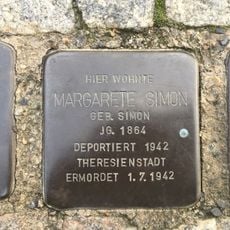 HIER WOHNTE
MARGARETE SIMON
GEB. SIMON
JG. 1864
DEPORTIERT 1942
THERESIENSTADT
ERMORDET 1.7.1942